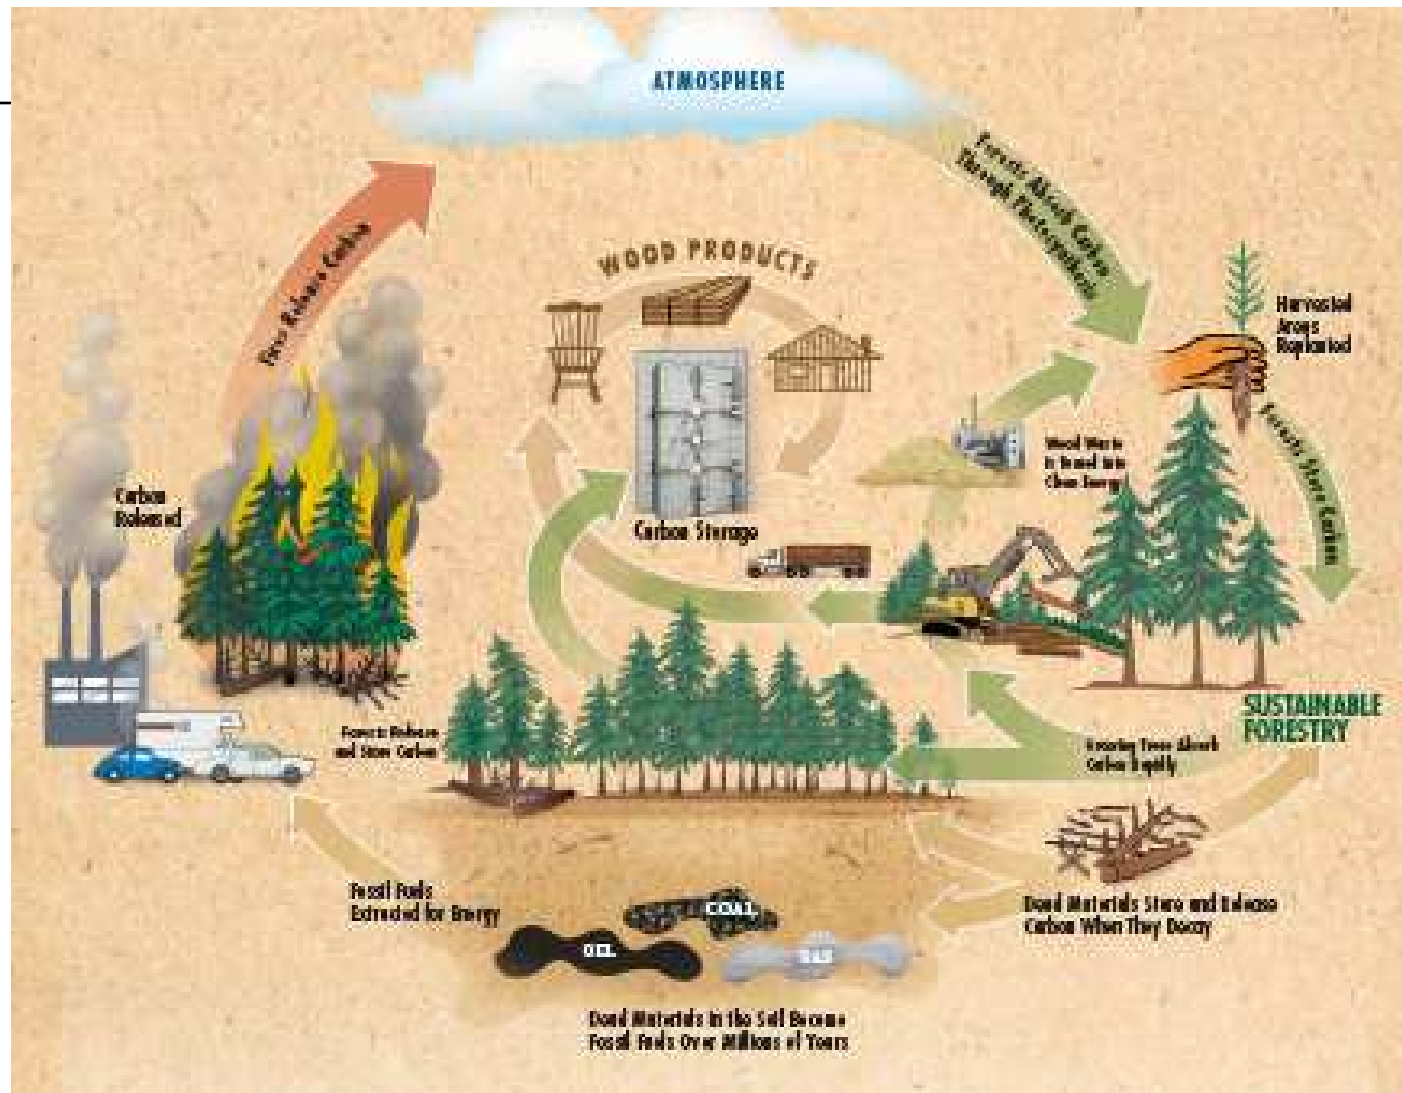 ATMOSPHERE
Forests Absorb Carbon
Through Photosynthesis
Fires Release Carbon
WOOD PRODUCTS
Harvested
Areas
Replanted
Forests Store Carbon
Wood Waste
is Turned Into
Clean Energy
Carbon
Released
Carbon Storage
SUSTAINABLE
FORESTRY
Forests Release
and Store Carbon
Growing Trees Absorb
Carbon Rapidly
Fossil Fuels
Extracted for Energy
COAL
OIL
GAS
Dead Materials Store and Release
Carbon When They Decay
Dead Materials in the Soil Become
Fossil Fuels Over Millions of Years